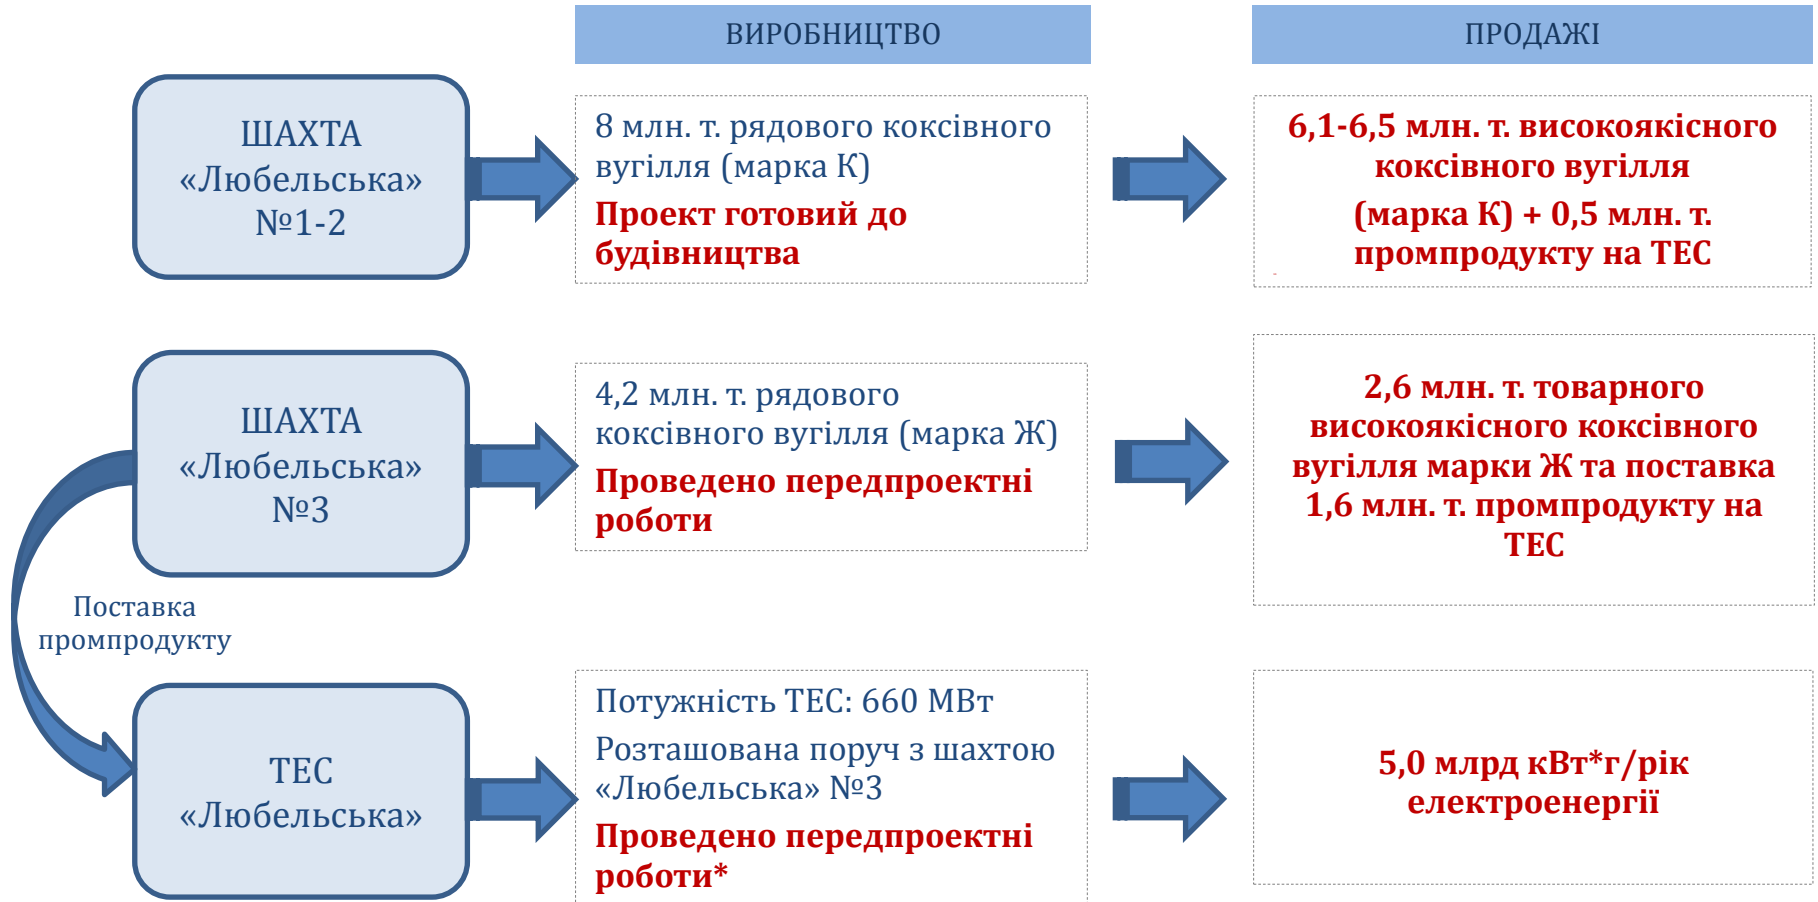 ВИРОБНИЦТВО
ПРОДАЖІ
ШАХТА
«Любельська»
№1-2
8 млн. т. рядового коксівного
вугілля (марка К)
Проект готовий до
будівництва
6,1-6,5 млн. т. високоякісного
коксівного вугілля
(марка К) + 0,5 млн. т.
промпродукту на ТЕС
ШАХТА
«Любельська»
№3
4,2 млн. т. рядового
коксівного вугілля (марка Ж)
Проведено передпроектні
роботи
2,6 млн. т. товарного
високоякісного коксівного
вугілля марки Ж та поставка
1,6 млн. т. промпродукту на
ТЕС
Поставка
промпродукту
ТЕС
«Любельська»
Потужність ТЕС: 660 МВт
Розташована поруч з шахтою
«Любельська» №3
Проведено передпроектні
роботи*
5,0 млрд кВт*г/рік
електроенергії